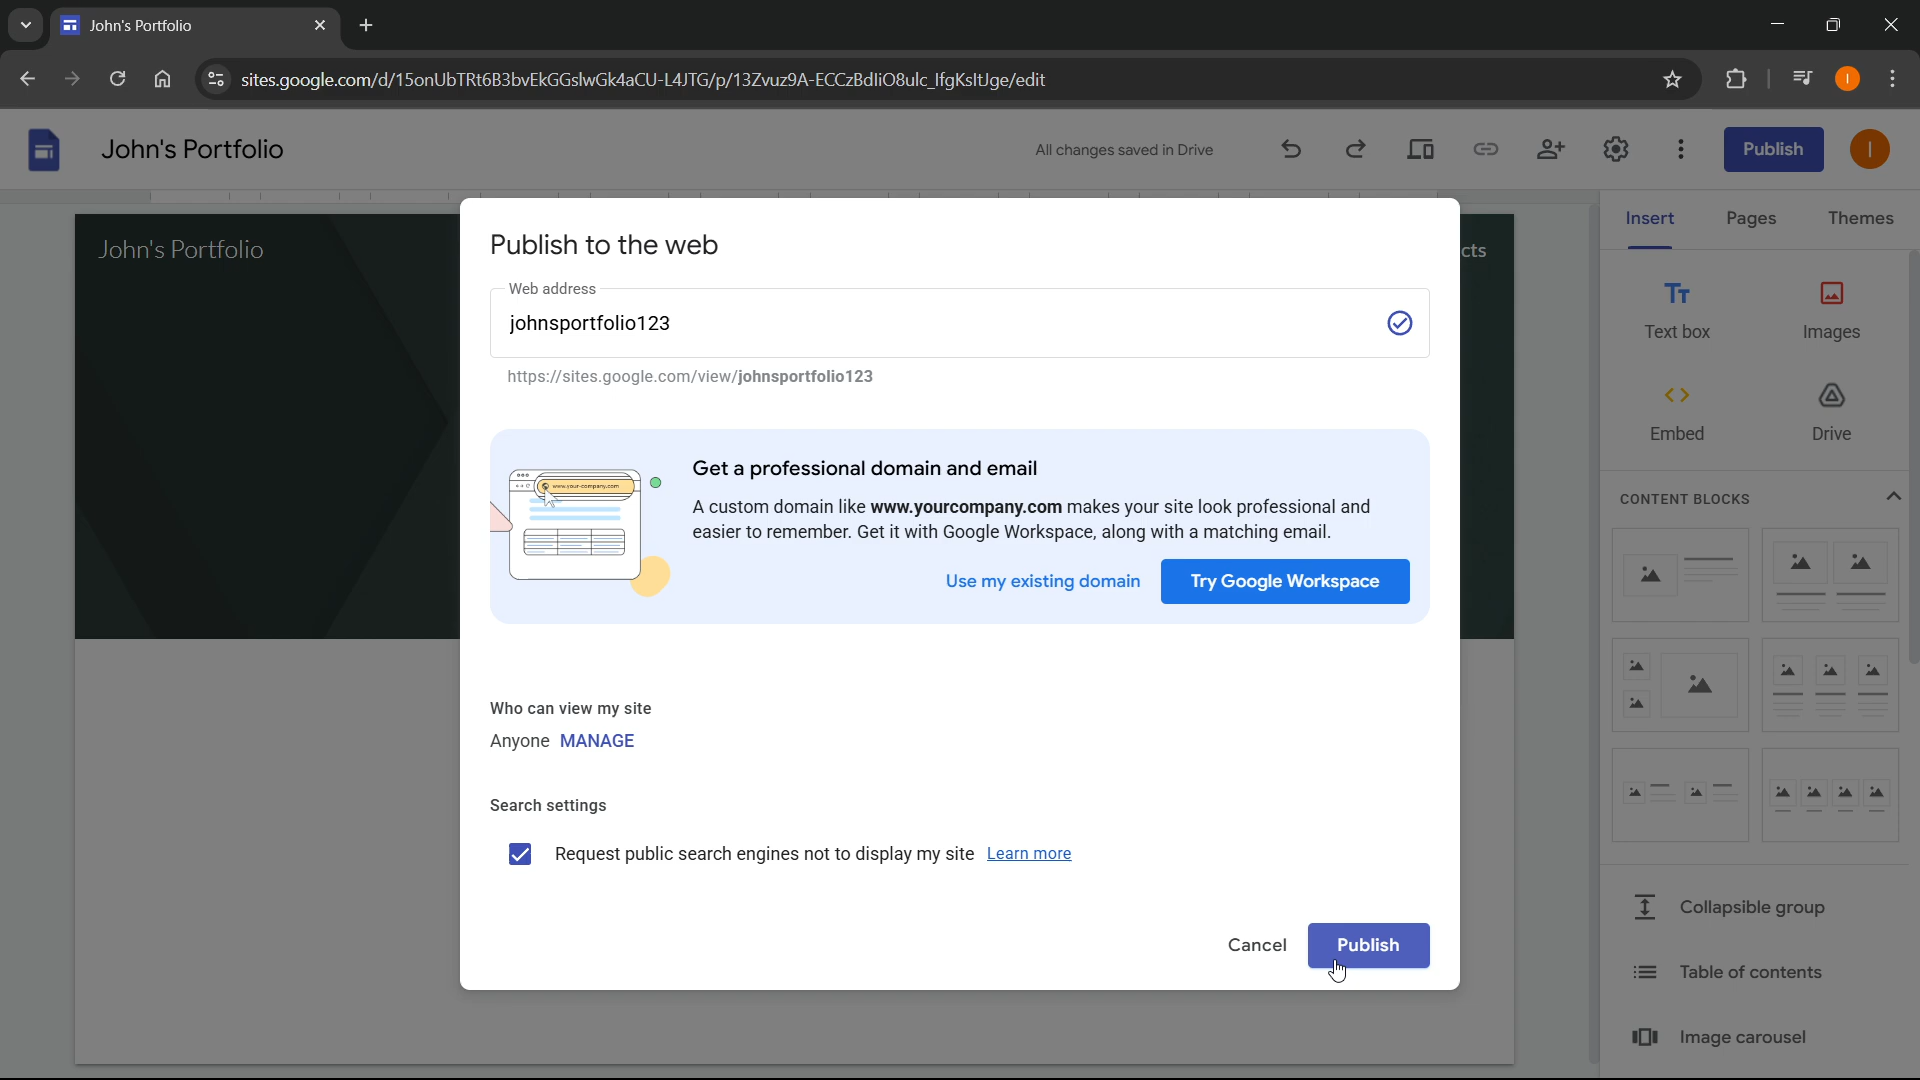 John's Portfolio
sites.google.com/d/15onUbTRt6B3bvEkGGslwGk4aCU-L4JTG/p/13Zvuz9A-ECCzBdliO8ulc_IfgKsltJge/edit
John's Portfolio
All changes saved in Drive
Publish
I
I
John's Portfolio
cts
Insert
Pages
Themes
Publish to the web
Web address
johnsportfolio123
https://sites.google.com/view/johnsportfolio123
Text box
Images
Embed
Drive
www.your-company.com
Get a professional domain and email
A custom domain like www.yourcompany.com makes your site look professional and
easier to remember. Get it with Google Workspace, along with a matching email.
Use my existing domain
Try Google Workspace
CONTENT BLOCKS
Who can view my site
Anyone MANAGE
Search settings
Request public search engines not to display my site Learn more
Cancel
Publish
Collapsible group
Table of contents
Image carousel